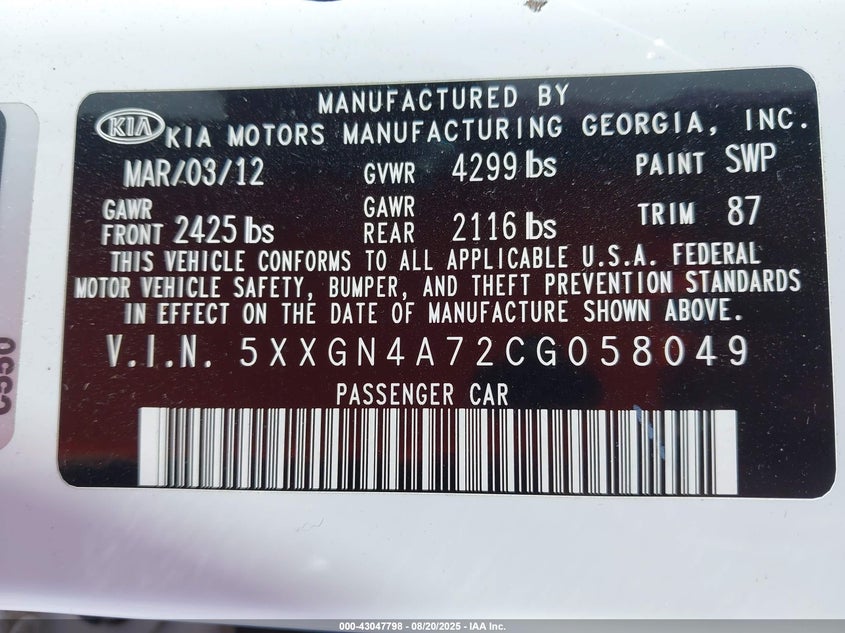 MANUFACTURED BY
KIA KIA MOTORS MANUFACTURING GEORGIA, INC.
MAR/03/12 GVWR 4299 lbs PAINT SWP
GAWR FRONT 2425 lbs GAWR REAR 2116 lbs TRIM 87
THIS VEHICLE CONFORMS TO ALL APPLICABLE U.S.A. FEDERAL
MOTOR VEHICLE SAFETY, BUMPER, AND THEFT PREVENTION STANDARDS
IN EFFECT ON THE DATE OF MANUFACTURE SHOWN ABOVE.
V.I.N. 5XXGN4A72CG058049
PASSENGER CAR
000-43047798 - 08/20/2025 - IAA Inc.